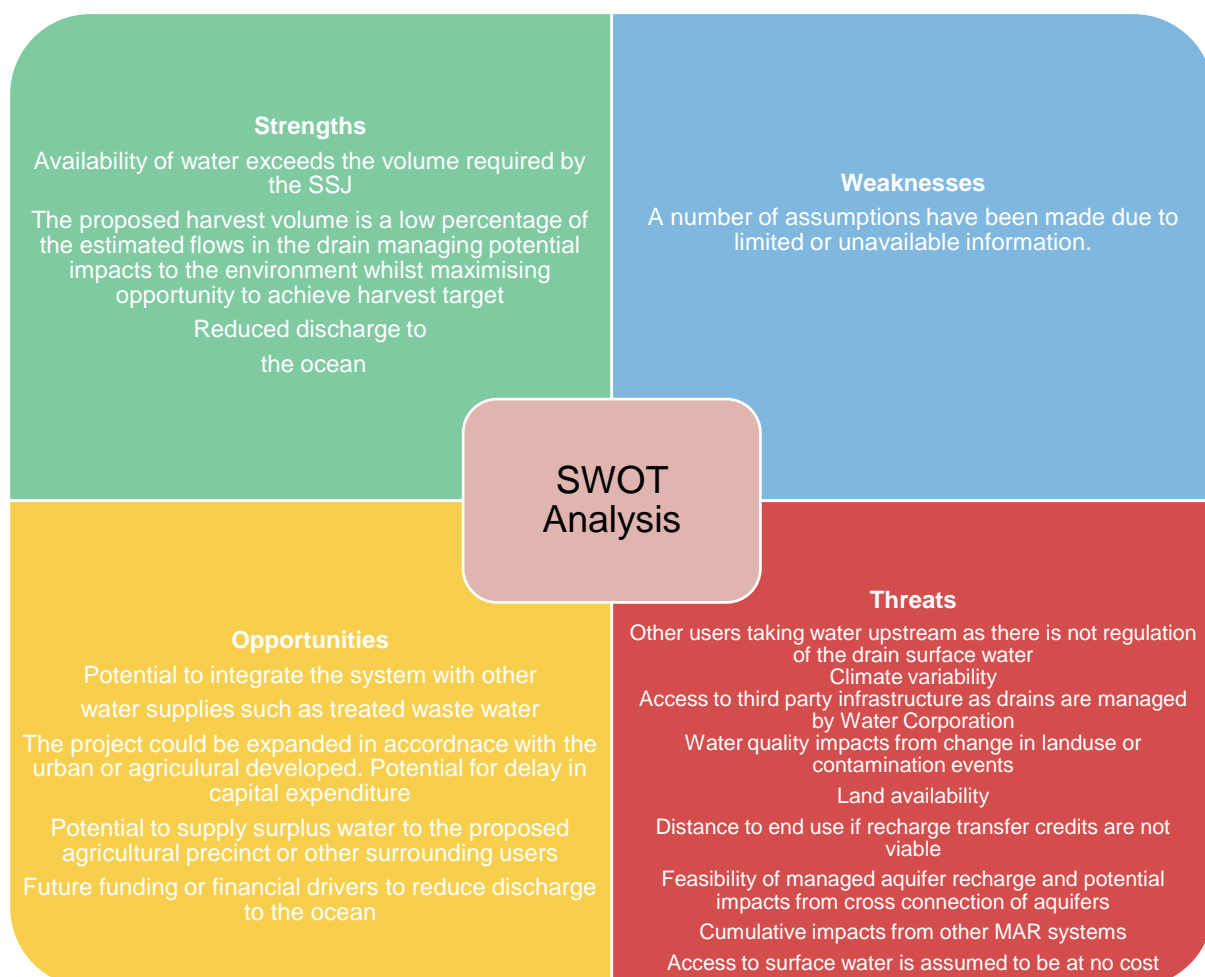 Strengths
Availability of water exceeds the volume required by
the SSJ
The proposed harvest volume is a low percentage of
the estimated flows in the drain managing potential
impacts to the environment whilst maximising
opportunity to achieve harvest target
Reduced discharge to
the ocean
Weaknesses
A number of assumptions have been made due to
limited or unavailable information.
SWOT
Analysis
Opportunities
Potential to integrate the system with other
water supplies such as treated waste water
The project could be expanded in accordnace with the
urban or agriculural developed. Potential for delay in
capital expenditure
Potential to supply surplus water to the proposed
agricultural precinct or other surrounding users
Future funding or financial drivers to reduce discharge
to the ocean
Threats
Other users taking water upstream as there is not regulation
of the drain surface water
Climate variability
Access to third party infrastructure as drains are managed
by Water Corporation
Water quality impacts from change in landuse or
contamination events
Land availability
Distance to end use if recharge transfer credits are not
viable
Feasibility of managed aquifer recharge and potential
impacts from cross connection of aquifers
Cumulative impacts from other MAR systems
Access to surface water is assumed to be at no cost